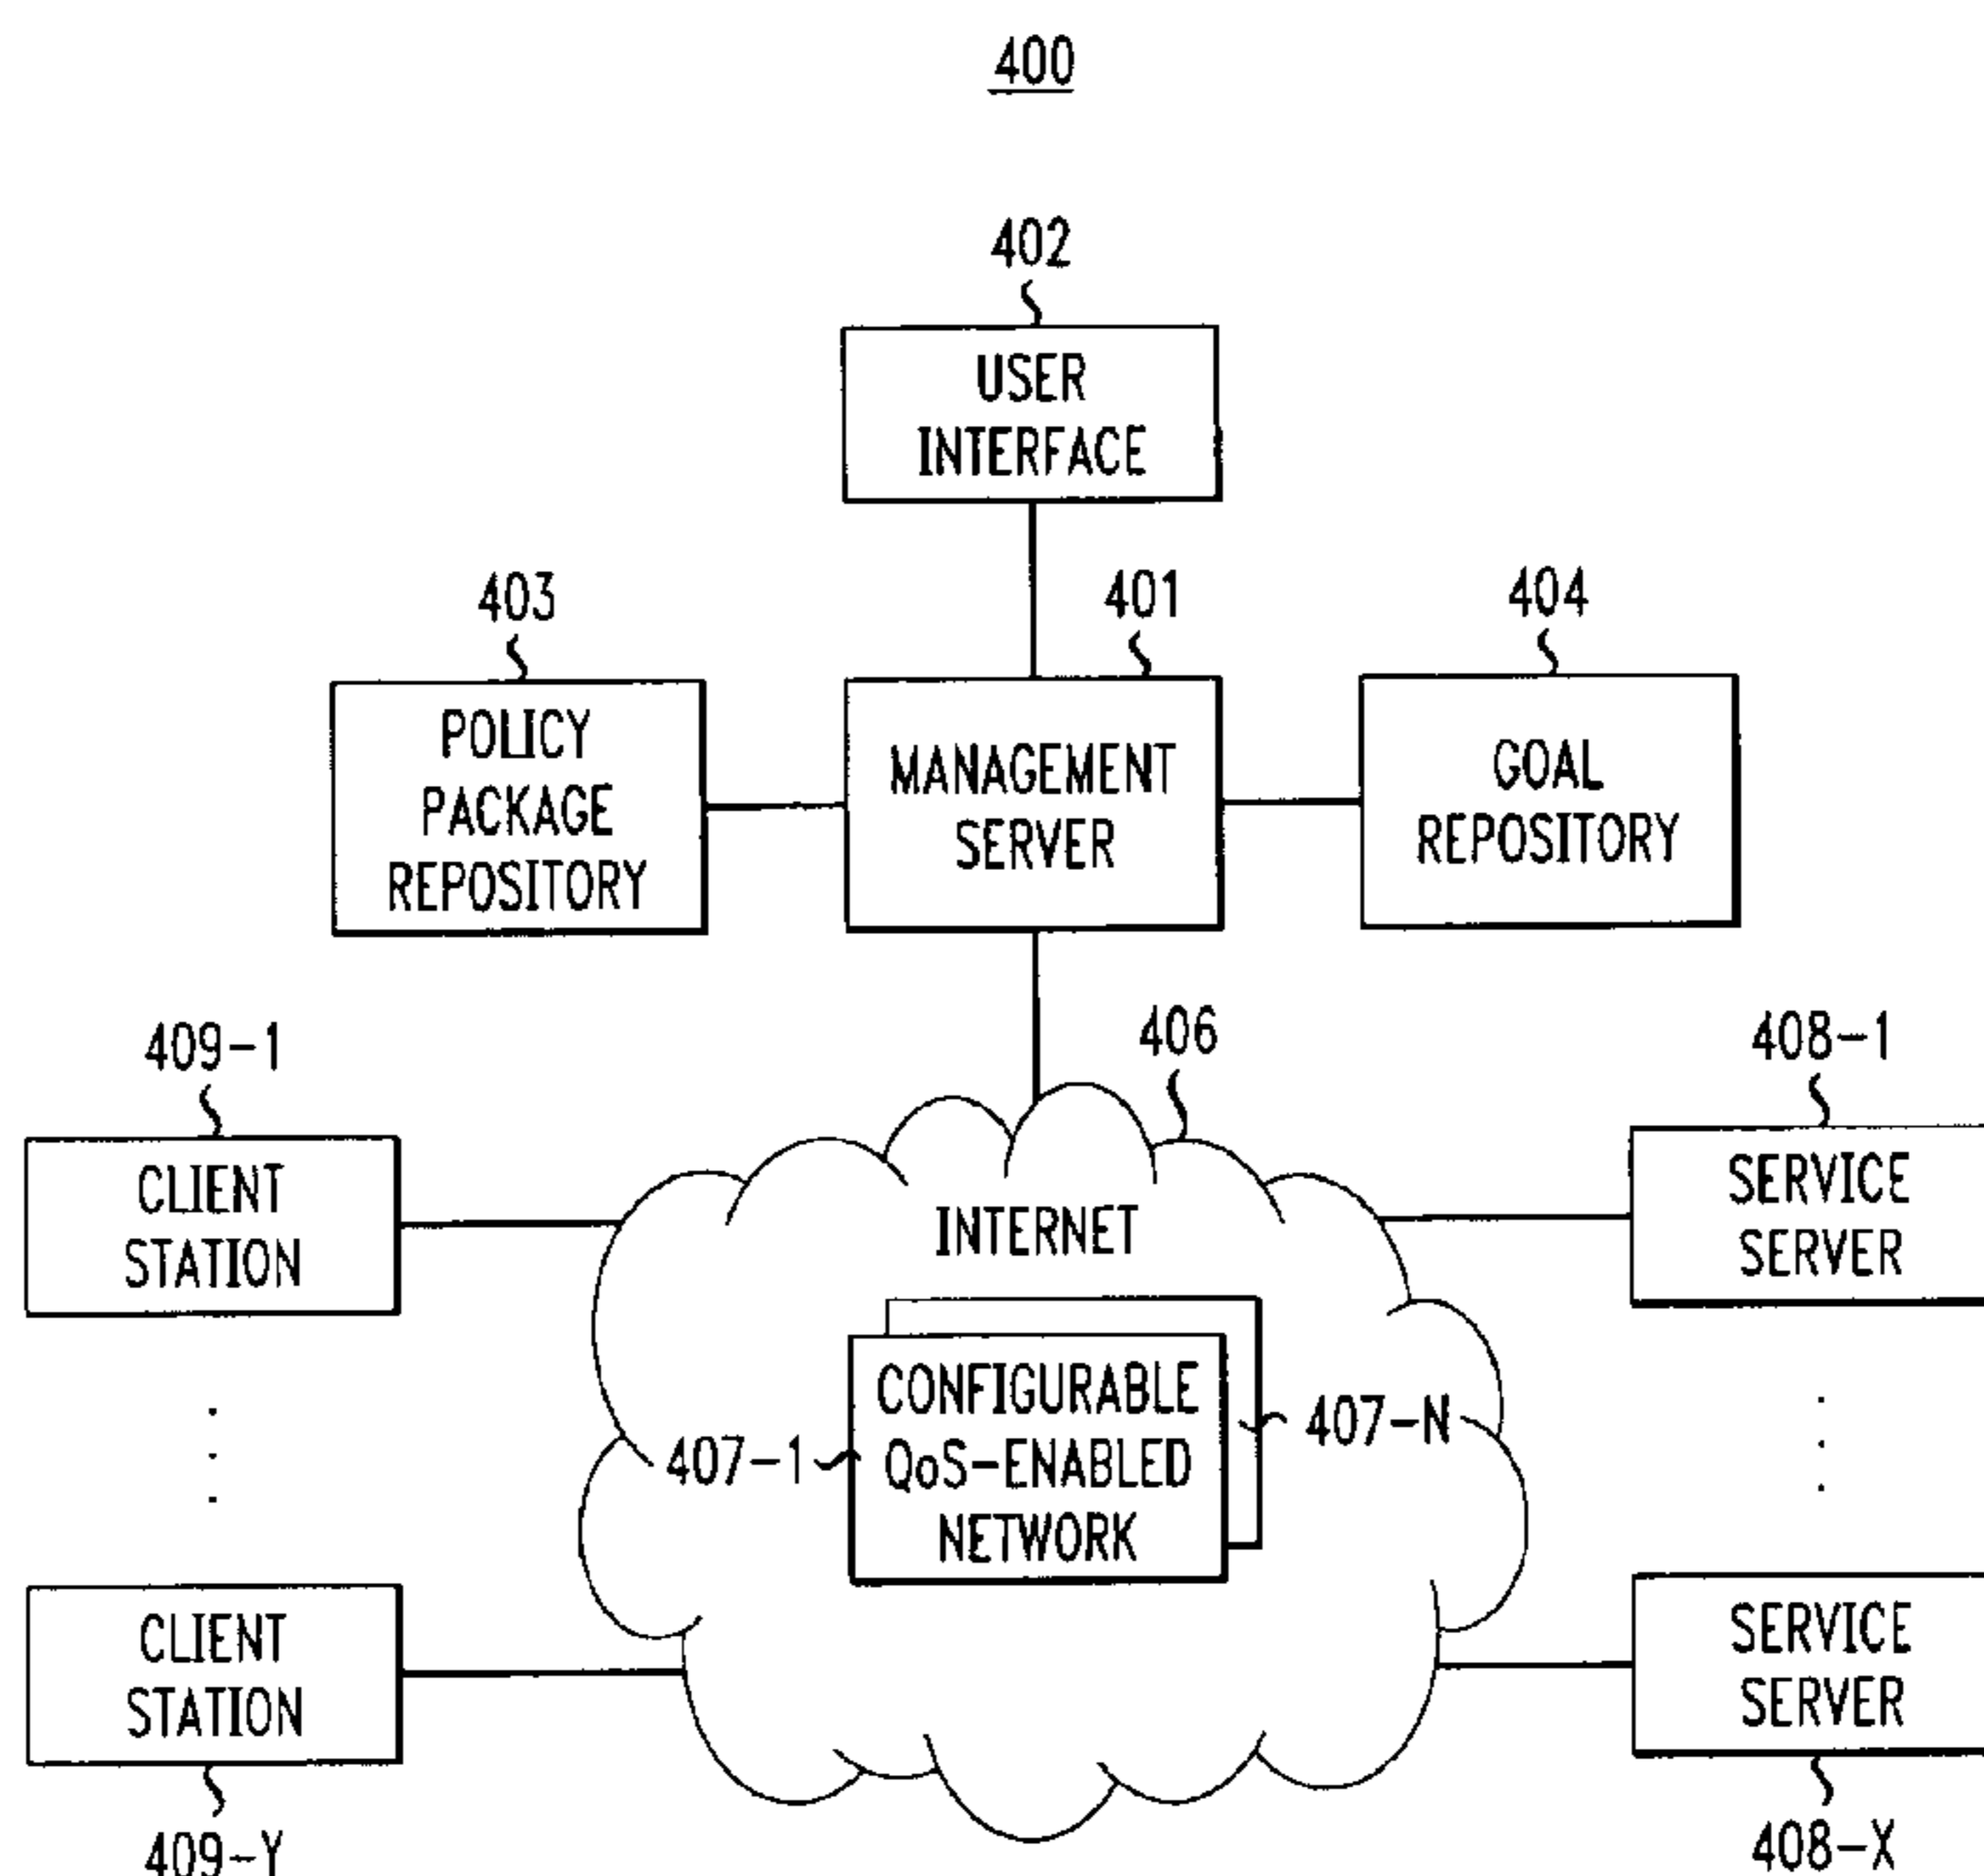 400
402
USER
INTERFACE
403
401
404
POLICY
PACKAGE
REPOSITORY
MANAGEMENT
SERVER
GOAL
REPOSITORY
409-1
406
408-1
CLIENT
STATION
INTERNET
SERVICE
SERVER
407-1
CONFIGURABLE
QoS-ENABLED
NETWORK
407-N
CLIENT
STATION
SERVICE
SERVER
409-Y
408-X